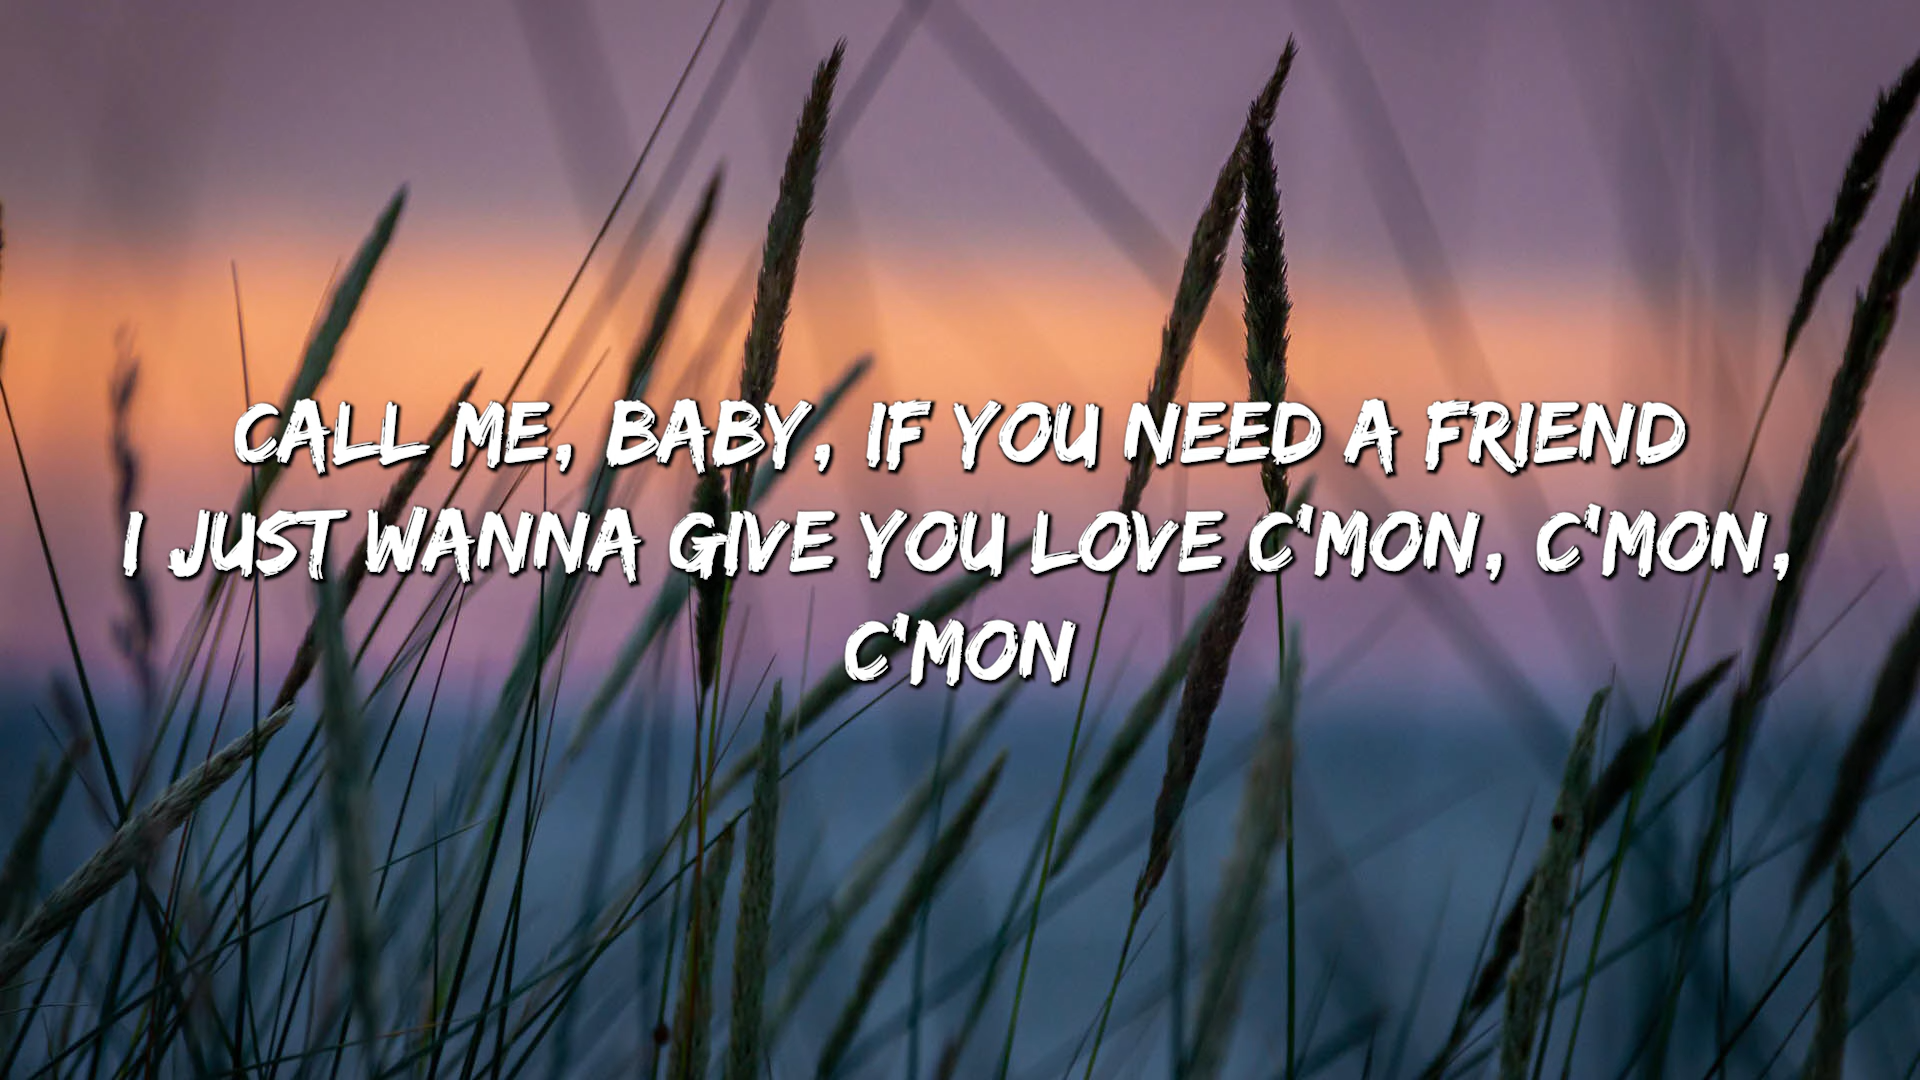 CALL ME, BABY, IF YOU NEED A FRIEND
I JUST WANNA GIVE YOU LOVE C'MON, C'MON,
C'MON